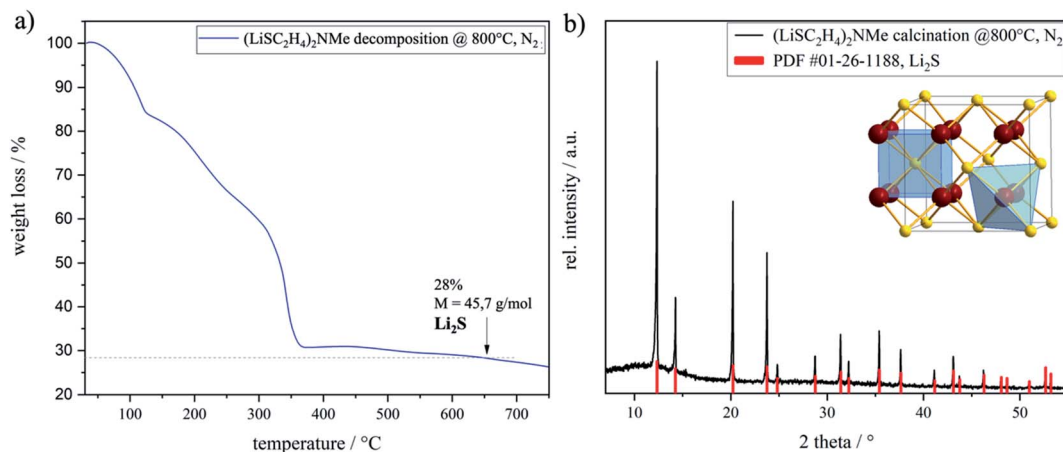 a)
(LiSC₂H₄)₂NMe decomposition @ 800°C, N₂
100
90
80
70
60
50
40
30
20
weight loss / %
28%
M = 45,7 g/mol
Li₂S
100
200
300
400
500
600
700
temperature / °C
b)
(LiSC₂H₄)₂NMe calcination @800°C, N₂
PDF #01-26-1188, Li₂S
rel. intensity / a.u.
10
20
30
40
50
2 theta / °